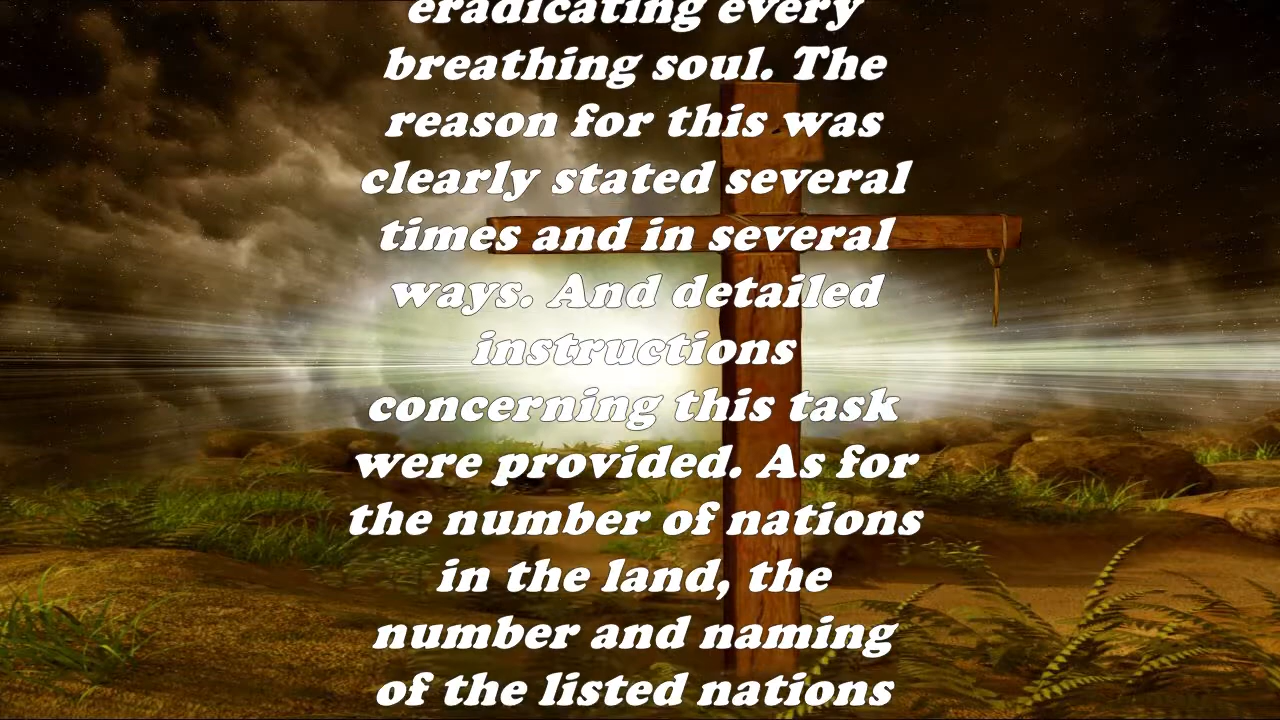 eradicating every
breathing soul. The
reason for this was
clearly stated several
times and in several
ways. And detailed
instructions
concerning this task
were provided. As for
the number of nations
in the land, the
number and naming
of the listed nations